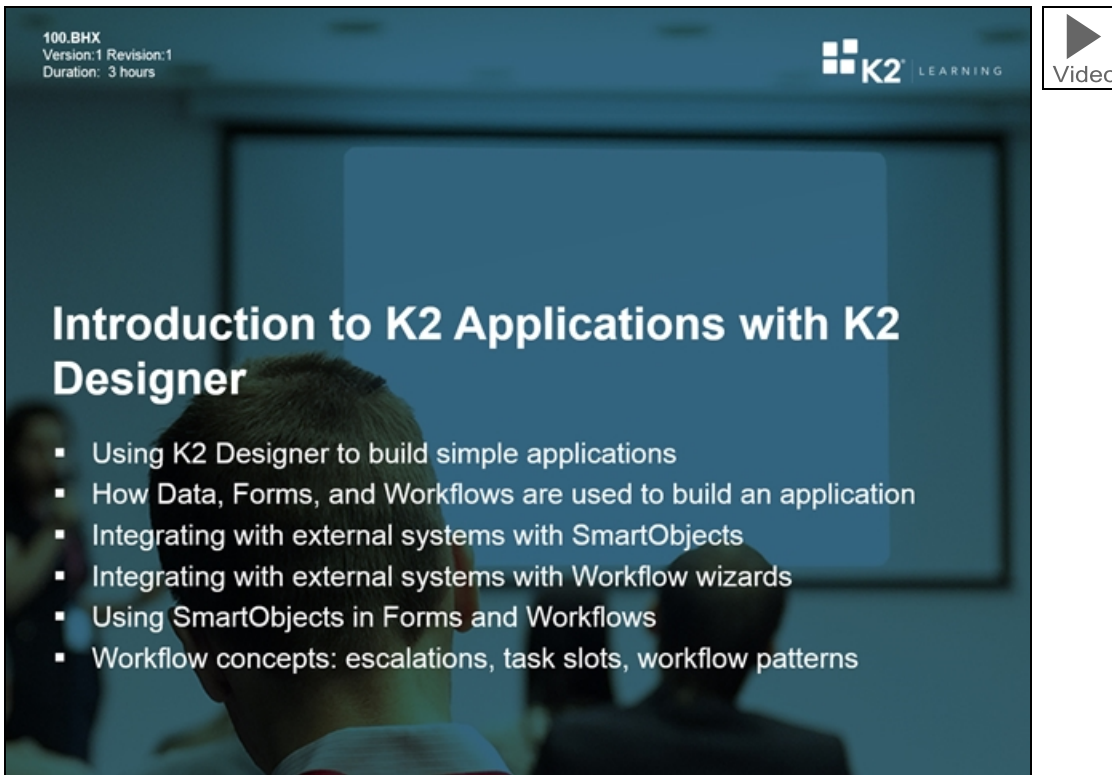 100.BHX
Version:1 Revision:1
Duration: 3 hours
K2 LEARNING
Video
Introduction to K2 Applications with K2
Designer
▪ Using K2 Designer to build simple applications
▪ How Data, Forms, and Workflows are used to build an application
▪ Integrating with external systems with SmartObjects
▪ Integrating with external systems with Workflow wizards
▪ Using SmartObjects in Forms and Workflows
▪ Workflow concepts: escalations, task slots, workflow patterns